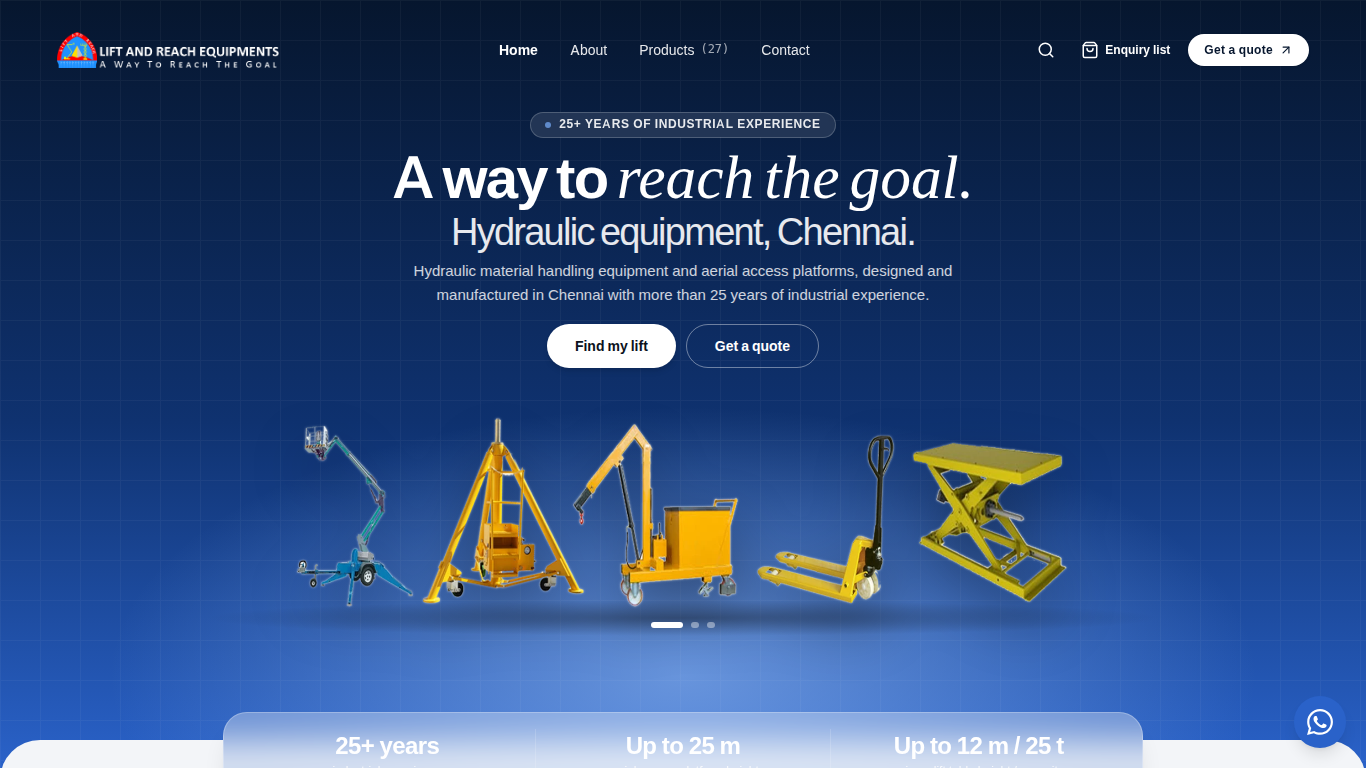 LIFT AND REACH EQUIPMENTS
A WAY TO REACH THE GOAL
Home About Products (27) Contact
Enquiry list
Get a quote
25+ YEARS OF INDUSTRIAL EXPERIENCE
A way to reach the goal.
Hydraulic equipment, Chennai.
Hydraulic material handling equipment and aerial access platforms, designed and
manufactured in Chennai with more than 25 years of industrial experience.
Find my lift
Get a quote
25+ years
Up to 25 m
Up to 12 m / 25 t